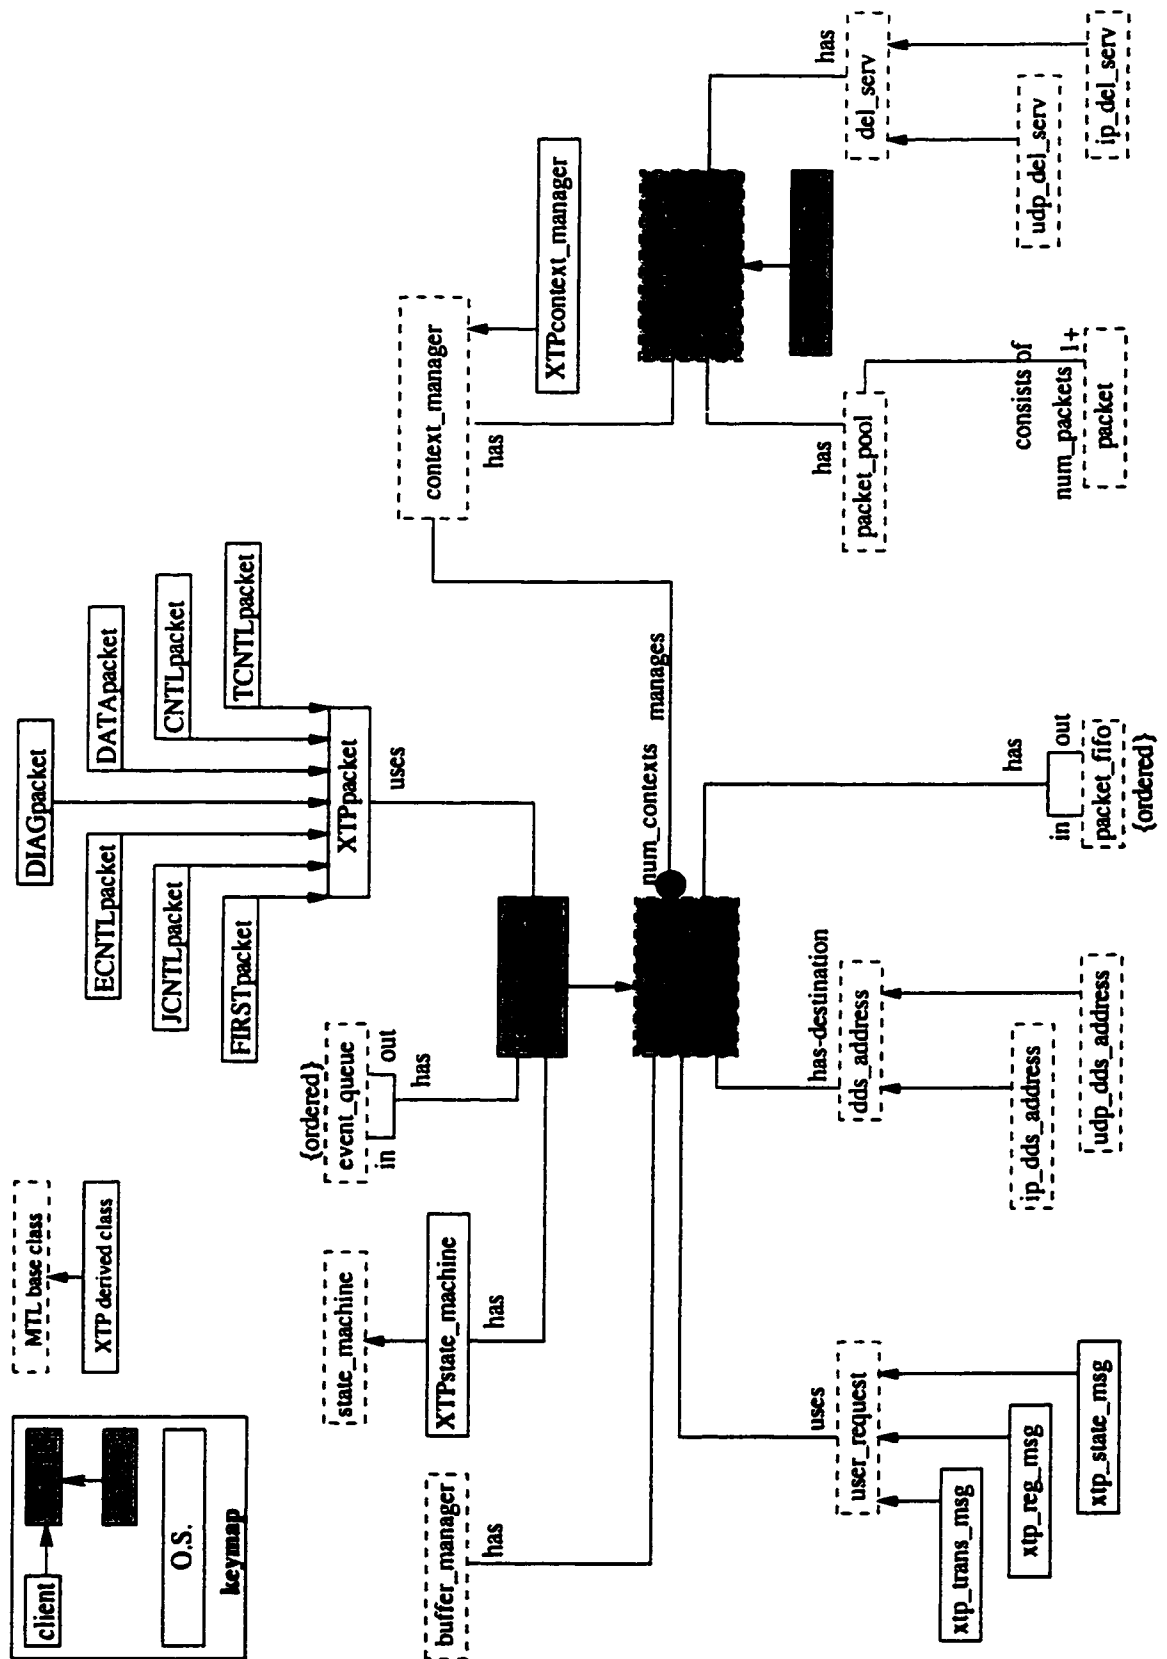 client
O.S.
keymap
MTL base class
XTP derived class
DIAGpacket
ECNTLpacket
DATApacket
JCNTLpacket
CNTLpacket
FIRSTpacket
TCNTLpacket
XTPpacket
uses
{ordered}
event_queue
in
out
has
state_machine
XTPstate_machine
has
buffer_manager
has
context_manager
has
XTPcontext_manager
num_contexts
manages
has
del_serv
udp_del_serv
ip_del_serv
has
packet_pool
consists of
num_packets 1+
packet
has
in
out
packet_fifo
{ordered}
has-destination
dds_address
ip_dds_address
udp_dds_address
uses
user_request
xtp_trans_msg
xtp_reg_msg
xtp_state_msg